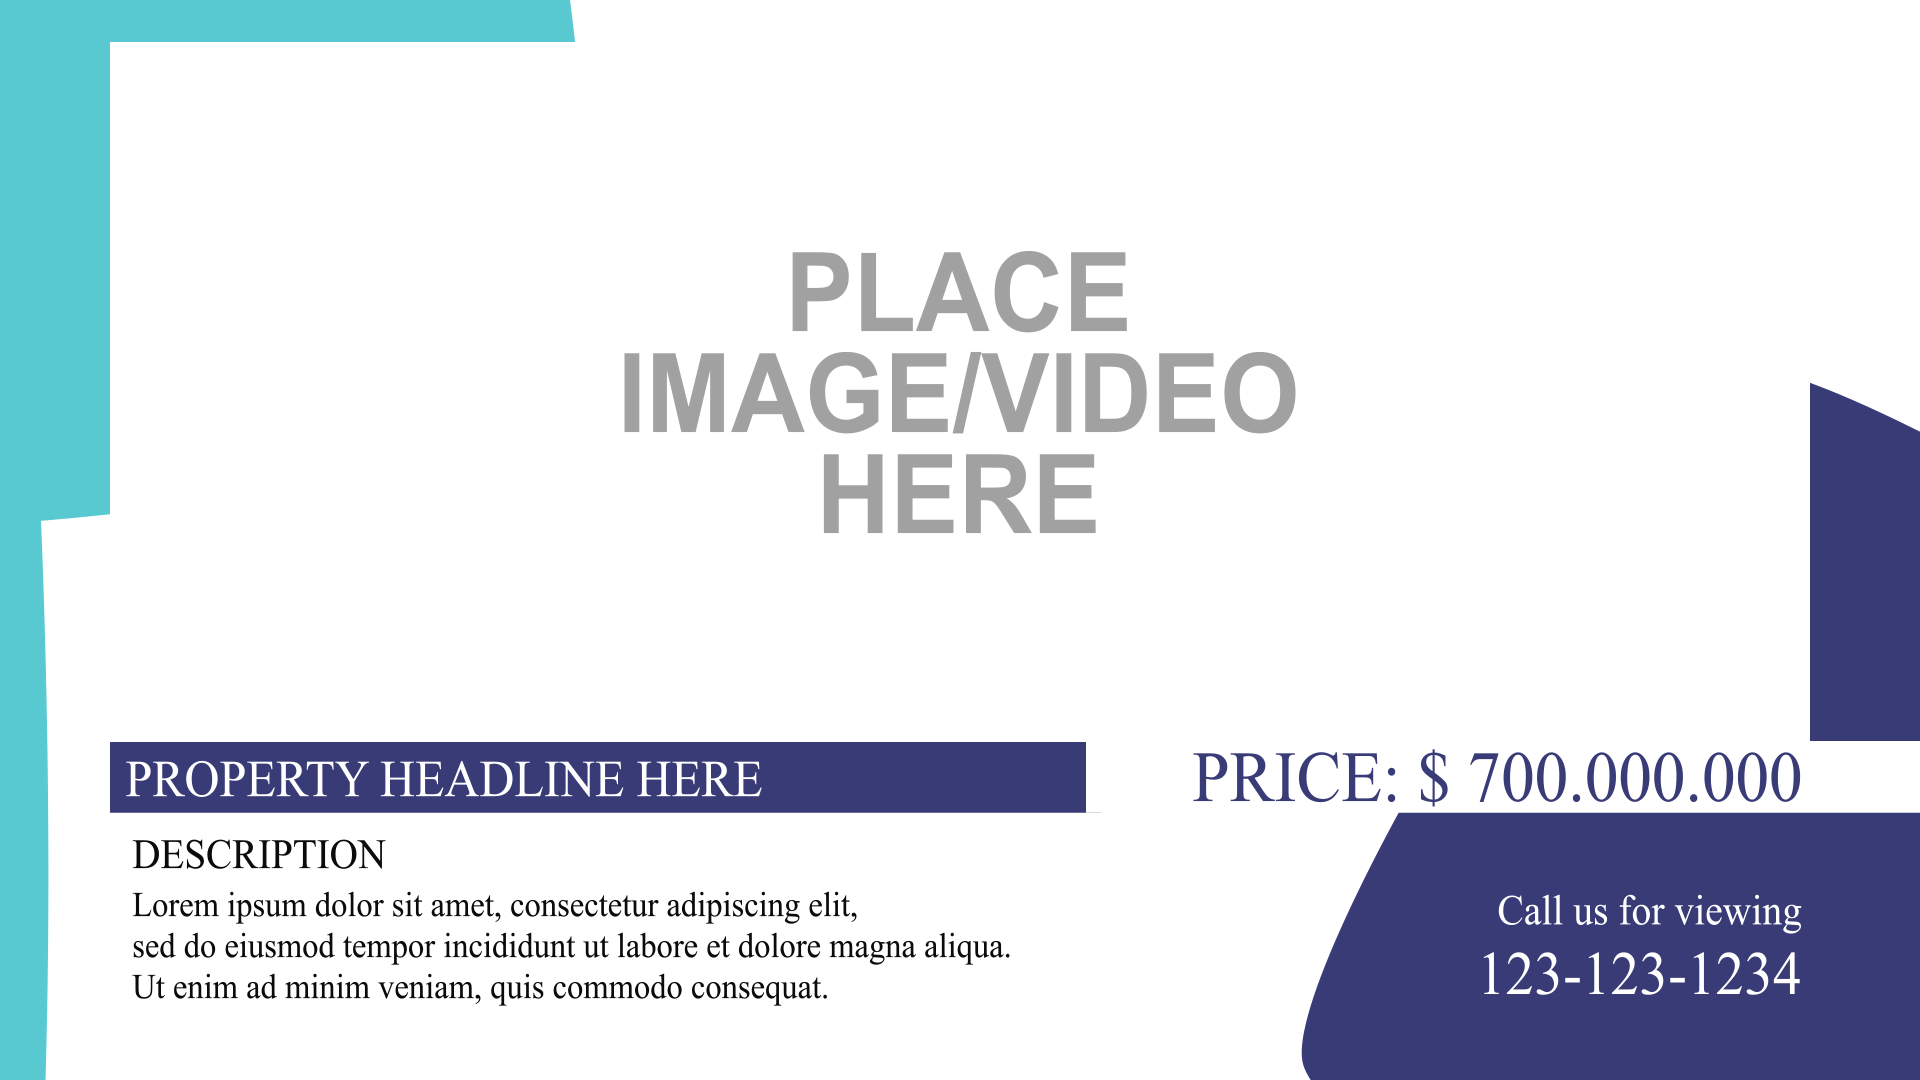 PLACE
IMAGE/VIDEO
HERE
PROPERTY HEADLINE HERE
PRICE: $ 700.000.000
DESCRIPTION
Lorem ipsum dolor sit amet, consectetur adipiscing elit,
sed do eiusmod tempor incididunt ut labore et dolore magna aliqua.
Ut enim ad minim veniam, quis commodo consequat.
Call us for viewing
123-123-1234